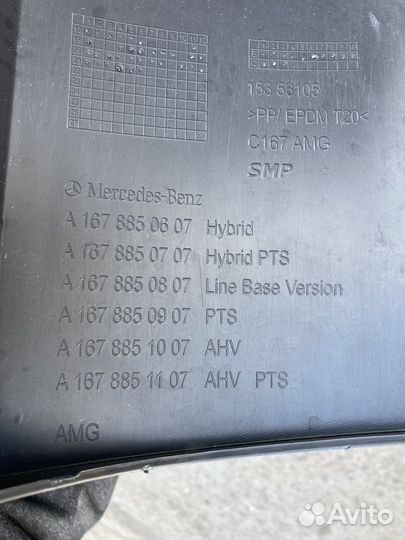 153 58105
>PP/ EPDM T20<
C167 AMG
SMP
Mercedes-Benz
A 167 885 06 07 Hybrid
A 167 885 07 07 Hybrid PTS
A 167 885 08 07 Line Base Version
A 167 885 09 07 PTS
A 167 885 10 07 AHV
A 167 885 11 07 AHV PTS
AMG
Avito